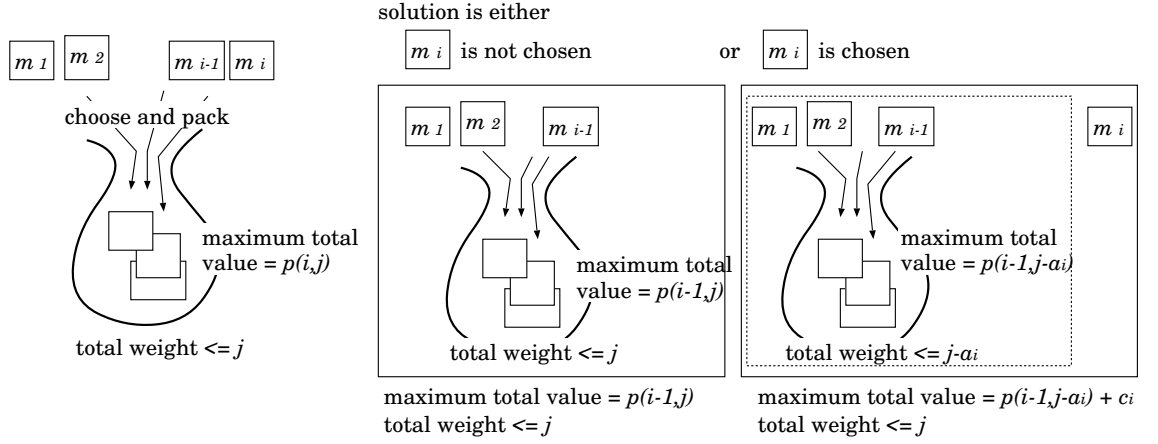 solution is either
m i is not chosen
or m i is chosen
m 1 m 2 m i-1 m i
choose and pack
maximum total
value = p(i,j)
total weight <= j
m 1 m 2 m i-1
maximum total
value = p(i-1,j)
total weight <= j
maximum total value = p(i-1,j)
total weight <= j
m 1 m 2 m i-1 m i
maximum total
value = p(i-1,j-ai)
total weight <= j-ai
maximum total value = p(i-1,j-ai) + ci
total weight <= j